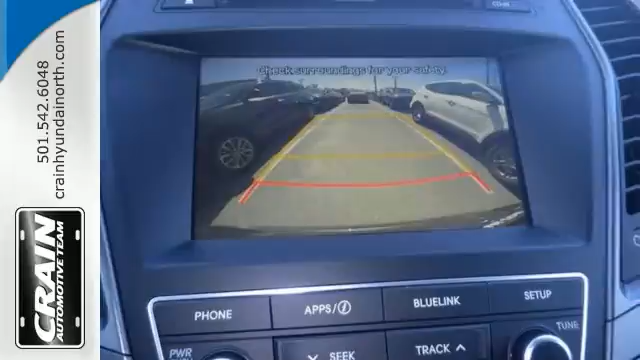 501.542.6048
crainhyundainorth.com
CRAIN
AUTOMOTIVE TEAM
Check surroundings for your safety
PHONE
APPS/
BLUELINK
SETUP
PWR
SEEK
TRACK
TUNE